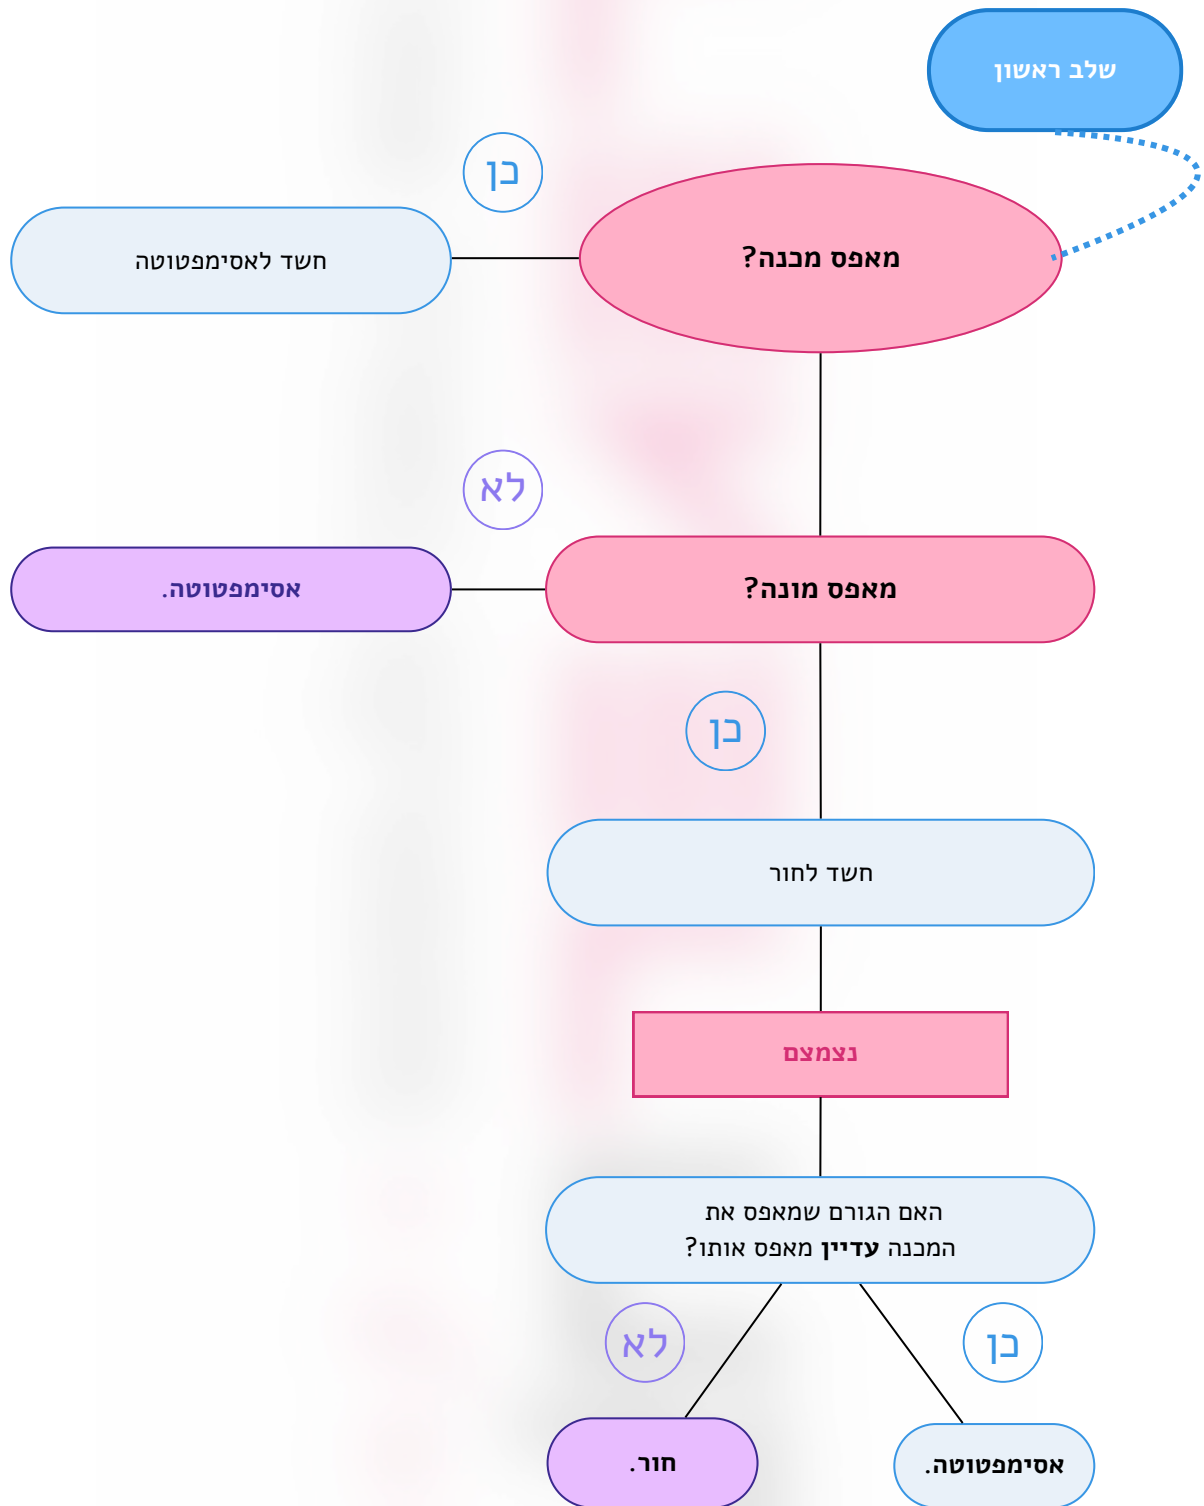 שלב ראשון
מאפס מכנה?
כן
חשד לאסימפטוטה
מאפס מונה?
לא
אסימפטוטה.
כן
חשד לחור
נצמצם
האם הגורם שמאפס את
המכנה עדיין מאפס אותו?
כן
לא
אסימפטוטה.
חור.